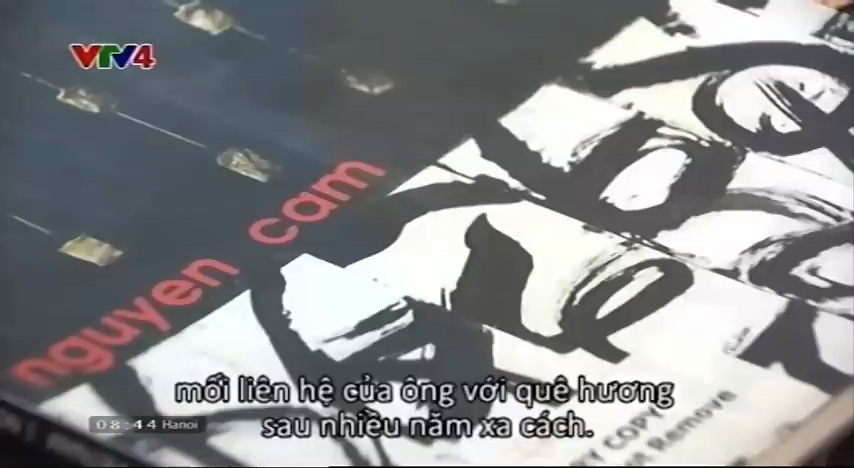 VTV4
nguyen cam
mối liên hệ của ông với quê hương
sau nhiều năm xa cách.
08:44 Hanoi
COPY
Remove